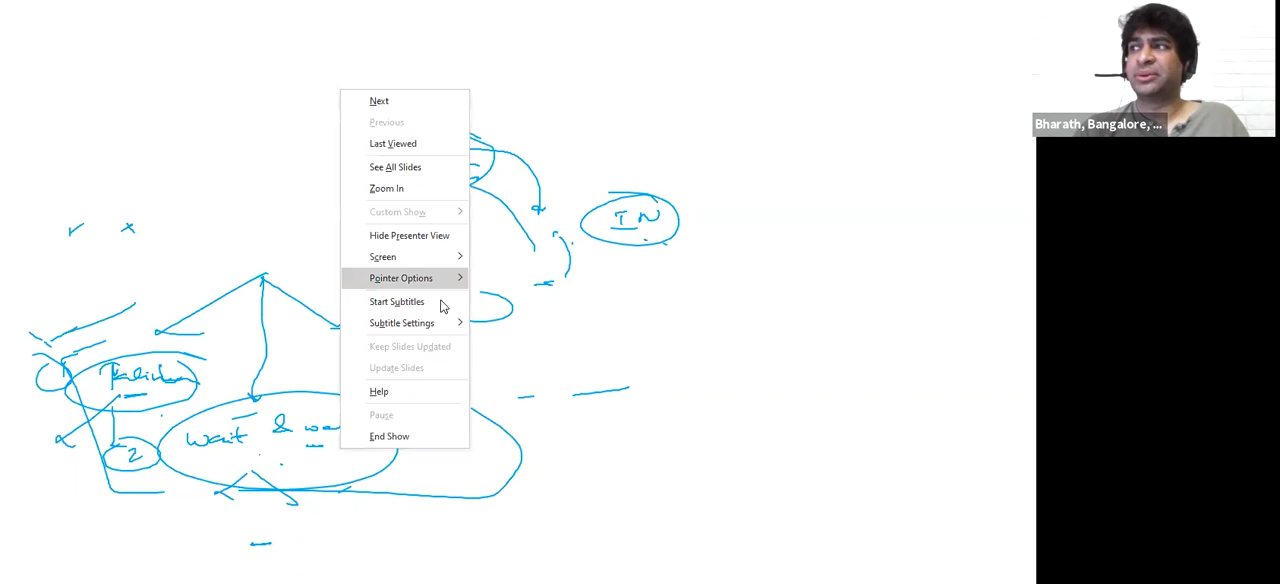 Next
Previous
Last Viewed
See All Slides
Zoom In
Custom Show
Hide Presenter View
Screen
Pointer Options
Start Subtitles
Subtitle Settings
Keep Slides Updated
Update Slides
Help
Pause
End Show
Bharath, Bangalore, ...
IN
1
2
wait &